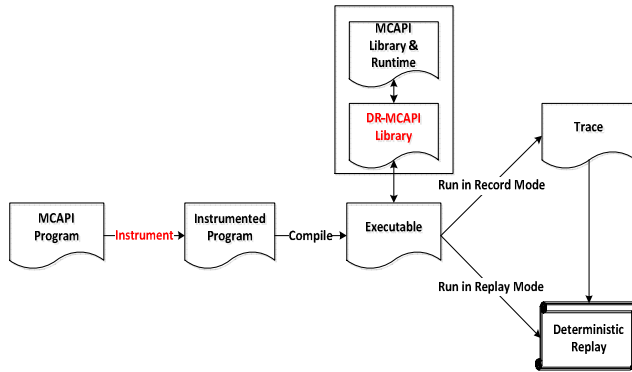 MCAPI
Library &
Runtime
DR-MCAPI
Library
Trace
Run in Record Mode
MCAPI
Program
Instrument
Instrumented
Program
Compile
Executable
Run in Replay Mode
Deterministic
Replay